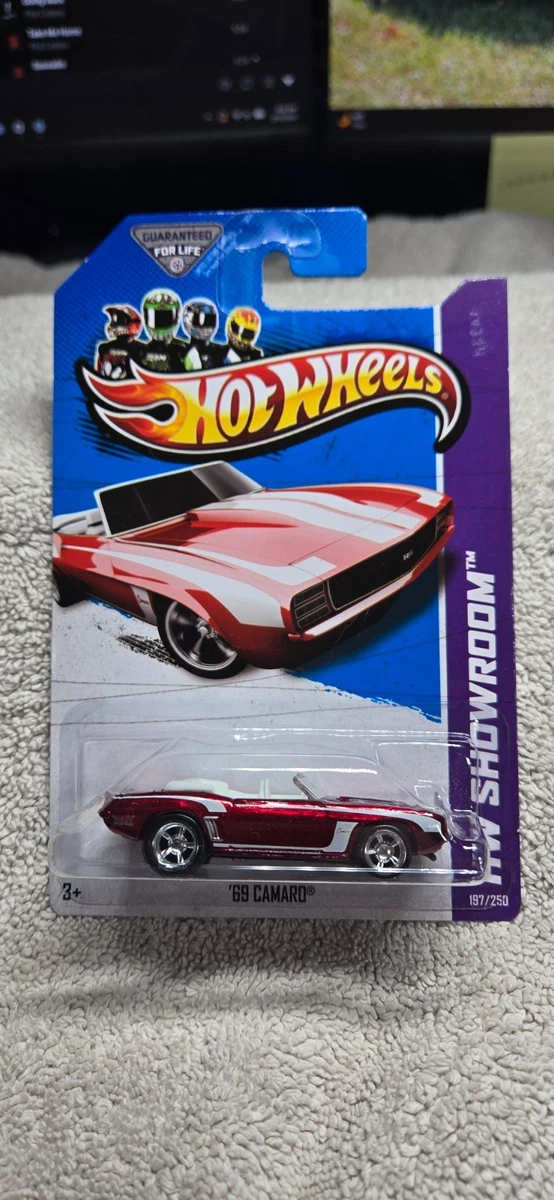 GUARANTEED
FOR LIFE
HOT WHEELS®
HW SHOWROOM™
3+
'69 CAMARO®
197/250